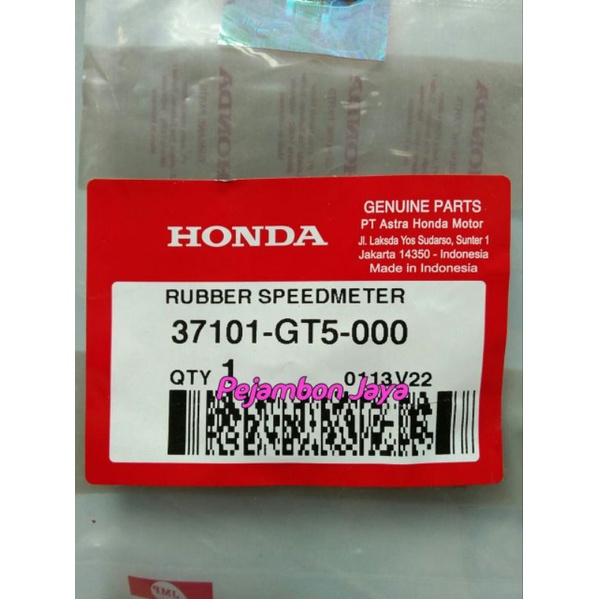 HONDA
GENUINE PARTS
PT Astra Honda Motor
Jl. Laksda Yos Sudarso, Sunter 1
Jakarta 14350 - Indonesia
Made in Indonesia
HONDA
RUBBER SPEEDMETER
37101-GT5-000
QTY 1
0113V22
Pejambon Jaya